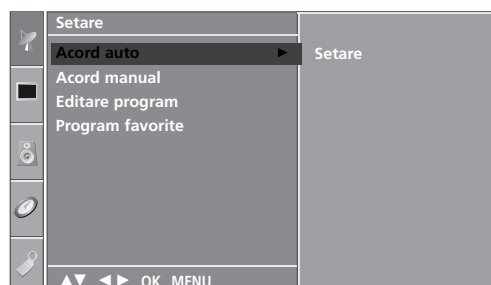 Setare
Acord auto ► Setare
Acord manual
Editare program
Program favorite
▲▼ ◄► OK MENU